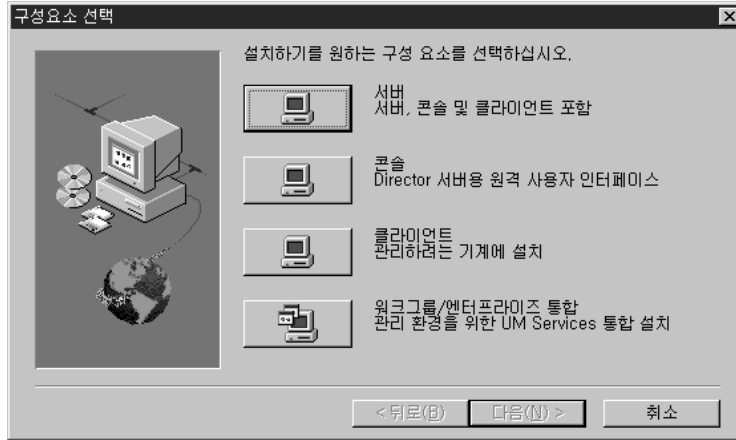 구성요소 선택
설치하기를 원하는 구성 요소를 선택하십시오.
서버
서버, 콘솔 및 클라이언트 포함
콘솔
Director 서버용 원격 사용자 인터페이스
클라이언트
관리하려는 기계에 설치
워크그룹/엔터프라이즈 통합
관리 환경을 위한 UM Services 통합 설치
< 뒤로(B) 다음(N) > 취소